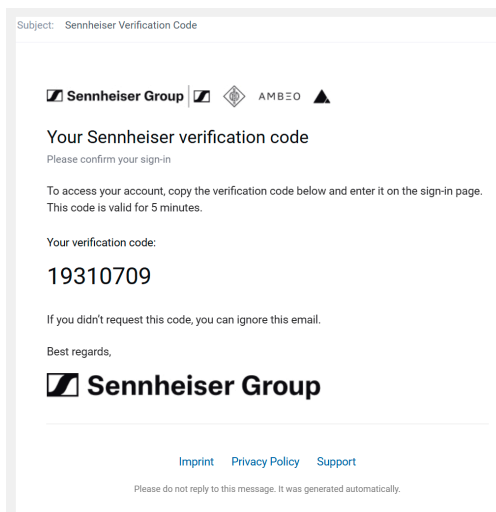 Subject: Sennheiser Verification Code
Sennheiser Group AMBEO
Your Sennheiser verification code
Please confirm your sign-in
To access your account, copy the verification code below and enter it on the sign-in page.
This code is valid for 5 minutes.
Your verification code:
19310709
If you didn't request this code, you can ignore this email.
Best regards,
Sennheiser Group
Imprint Privacy Policy Support
Please do not reply to this message. It was generated automatically.